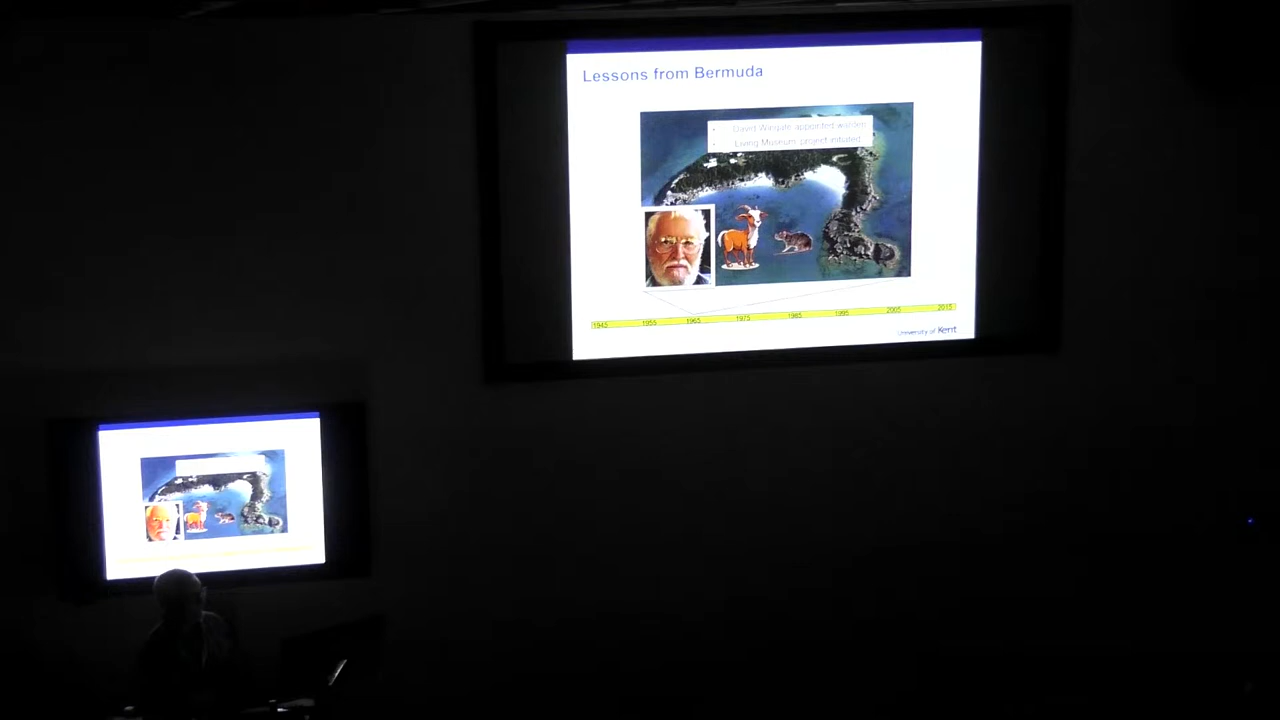 Lessons from Bermuda
• David Wingate appointed warden
• Living Museum project initiated
1945 1955 1965 1975 1985 1995 2005 2015
University of Kent